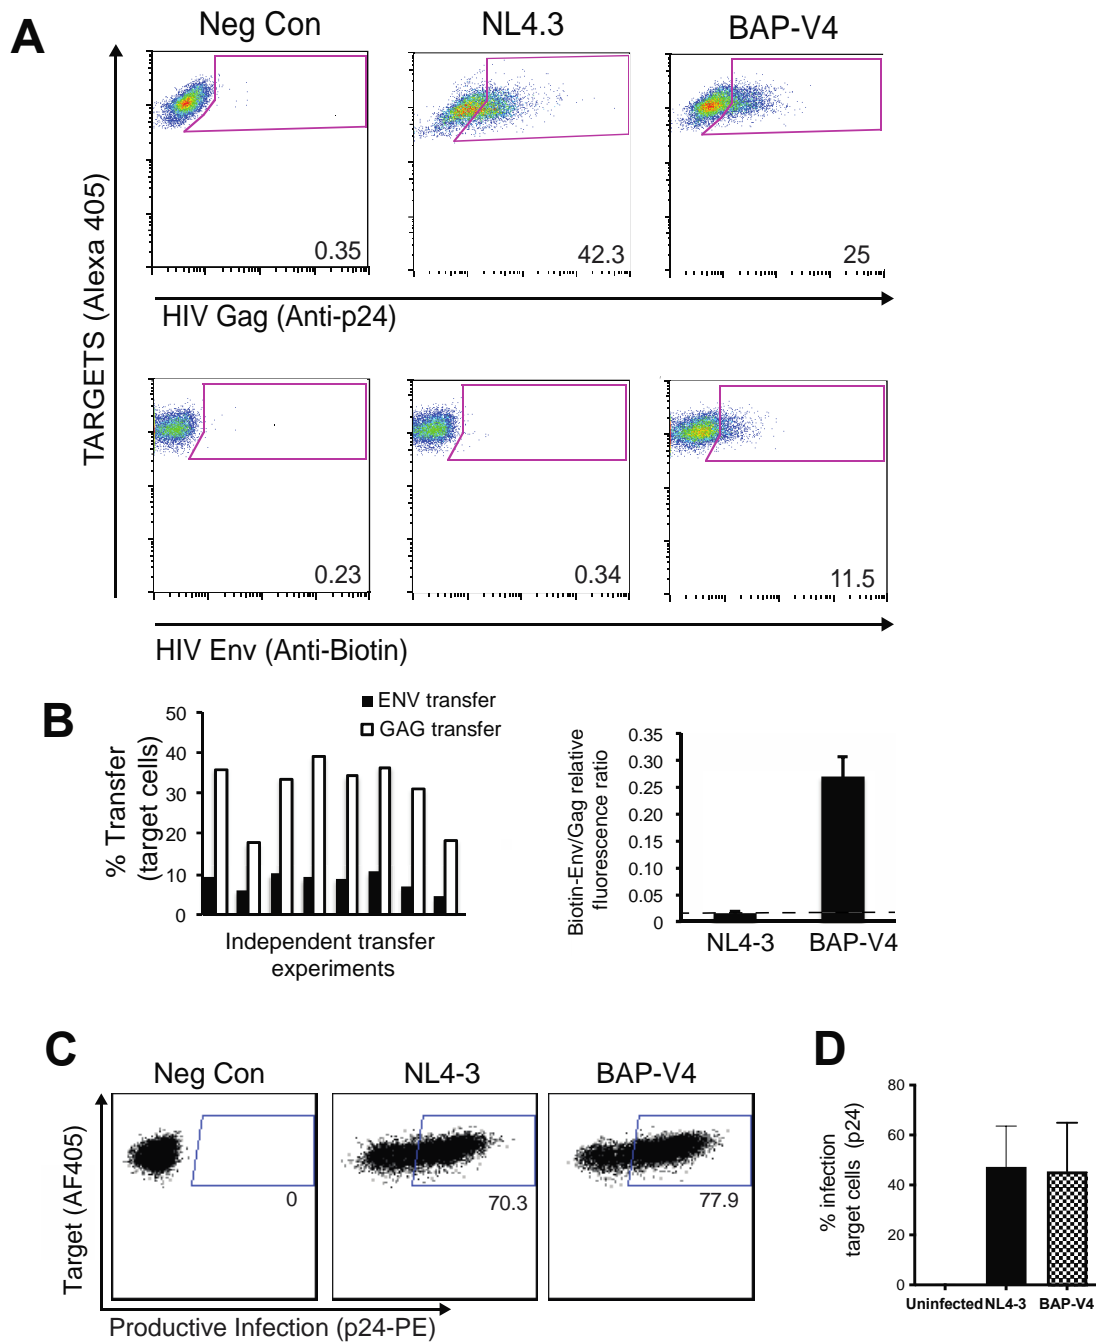 A
Neg Con
NL4.3
BAP-V4
TARGETS (Alexa 405)
0.35
42.3
25
HIV Gag (Anti-p24)
0.23
0.34
11.5
HIV Env (Anti-Biotin)
B
ENV transfer
GAG transfer
% Transfer
(target cells)
50
40
30
20
10
0
Independent transfer
experiments
Biotin-Env/Gag relative
fluorescence ratio
0.35
0.30
0.25
0.20
0.15
0.10
0.05
0
NL4-3
BAP-V4
C
Neg Con
NL4-3
BAP-V4
Target (AF405)
0
70.3
77.9
Productive Infection (p24-PE)
D
% infection
target cells (p24)
80
60
40
20
0
Uninfected
NL4-3
BAP-V4